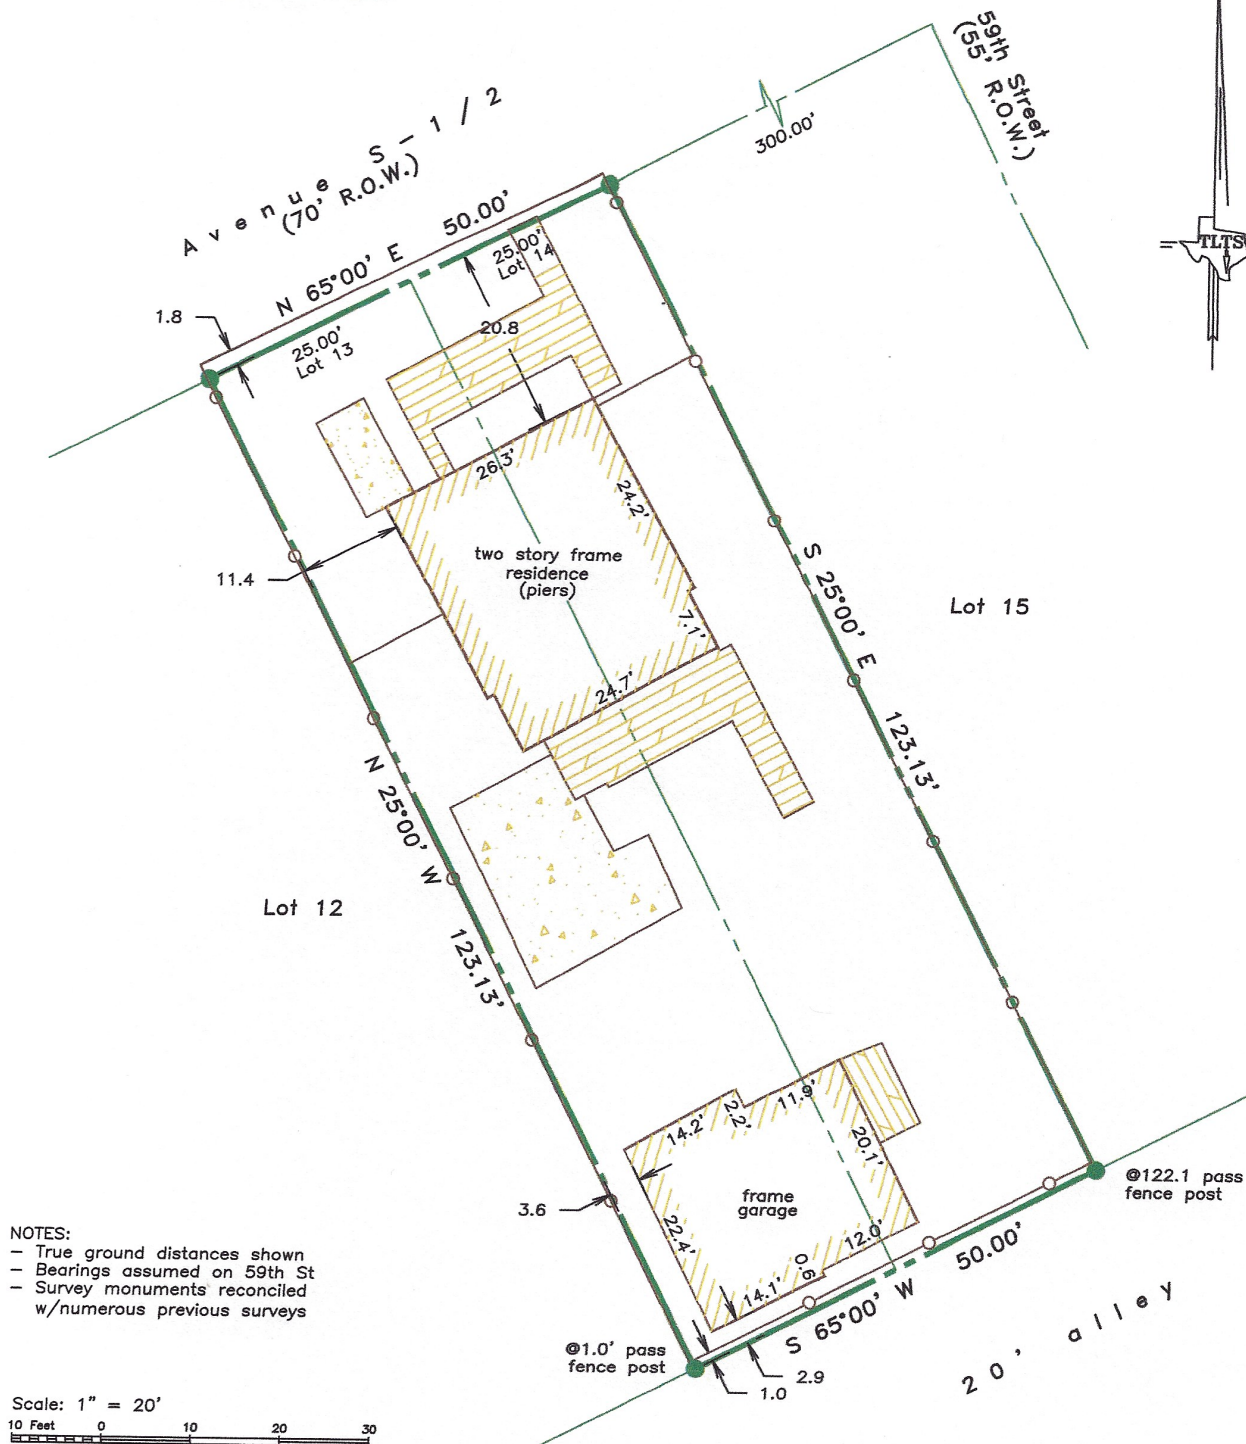 59th Street
(55' R.O.W.)
300.00'
Avenue S - 1 / 2
(70' R.O.W.)
N 65°00' E 50.00'
25.00'
Lot 14
1.8
25.00'
Lot 13
20.8
TLTS
26.3'
24.2'
two story frame
residence
(piers)
11.4
S 25°00' E 123.13'
Lot 15
7.1'
24.7'
N 25°00' W 123.13'
Lot 12
14.2'
2.2'
11.9'
20.1'
frame
garage
3.6
22.4'
14.1'
0.6
12.0'
@122.1 pass
fence post
S 65°00' W 50.00'
20' alley
@1.0' pass
fence post
2.9
1.0
NOTES:
– True ground distances shown
– Bearings assumed on 59th St
– Survey monuments reconciled
w/numerous previous surveys
Scale: 1" = 20'
10 Feet 0 10 20 30